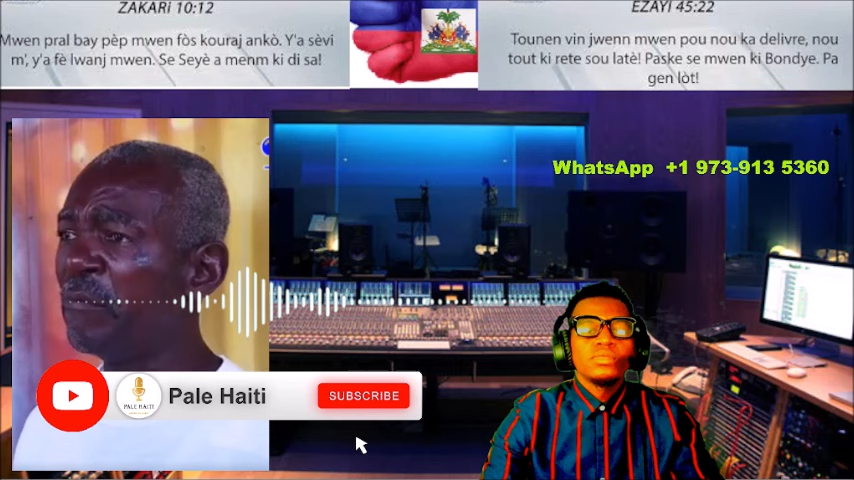 ZAKARi 10:12
Mwen pral bay pèp mwen fòs kouraj ankò. Y'a sèvi
m', y'a fè lwanj mwen. Se Seyè a menm ki di sa!
EZAYI 45:22
Tounen vin jwenn mwen pou nou ka delivre, nou
tout ki rete sou latè! Paske se mwen ki Bondye. Pa
gen lòt!
WhatsApp +1 973-913 5360
PALE HAITI
Pale Haiti
SUBSCRIBE